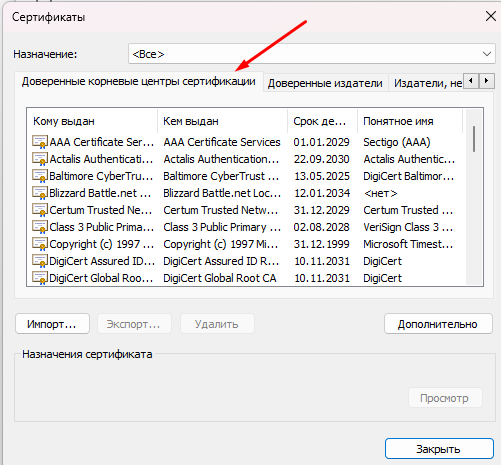 Сертификаты
Назначение: <Все>
Доверенные корневые центры сертификации Доверенные издатели Издатели, не
Кому выдан Кем выдан Срок де... Понятное имя
AAA Certificate Ser... AAA Certificate Services 01.01.2029 Sectigo (AAA)
Actalis Authentication... Actalis Authentication... 22.09.2030 Actalis Authentic...
Baltimore CyberTru... Baltimore CyberTrust ... 13.05.2025 DigiCert Baltimor...
Blizzard Battle.net ... Blizzard Battle.net Loc... 12.01.2034 <нет>
Certum Trusted Ne... Certum Trusted Netw... 31.12.2029 Certum Trusted ...
Class 3 Public Prima... Class 3 Public Primary ... 02.08.2028 VeriSign Class 3 ...
Copyright (c) 1997 ... Copyright (c) 1997 M... 31.12.1999 Microsoft Timest...
DigiCert Assured ID... DigiCert Assured ID R... 10.11.2031 DigiCert
DigiCert Global Roo... DigiCert Global Root CA 10.11.2031 DigiCert
Импорт... Экспорт... Удалить Дополнительно
Назначения сертификата
Просмотр
Закрыть